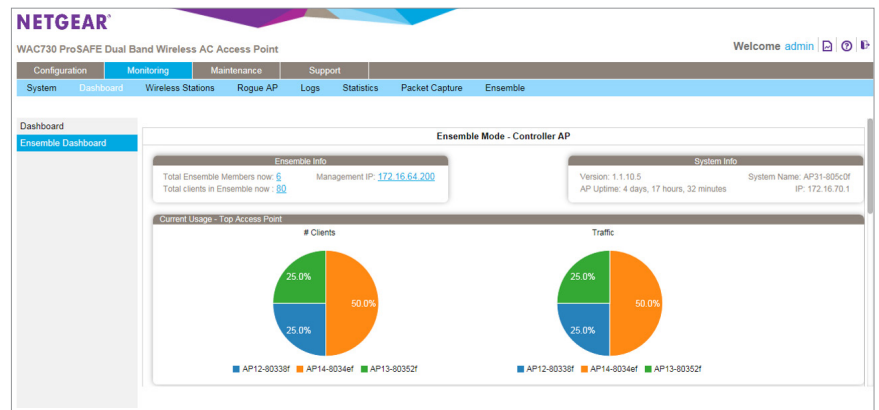 NETGEAR®
WAC730 ProSAFE Dual Band Wireless AC Access Point
Welcome admin
Configuration Monitoring Maintenance Support
System Dashboard Wireless Stations Rogue AP Logs Statistics Packet Capture Ensemble
Dashboard
Ensemble Dashboard
Ensemble Mode - Controller AP
Ensemble Info
Total Ensemble Members now: 6 Management IP: 172.16.64.200
Total clients in Ensemble now : 80
System Info
Version: 1.1.10.5 System Name: AP31-805c0f
AP Uptime: 4 days, 17 hours, 32 minutes IP: 172.16.70.1
Current Usage - Top Access Point
# Clients
25.0%
50.0%
25.0%
AP12-80338f AP14-8034ef AP13-80352f
Traffic
25.0%
50.0%
25.0%
AP12-80338f AP14-8034ef AP13-80352f